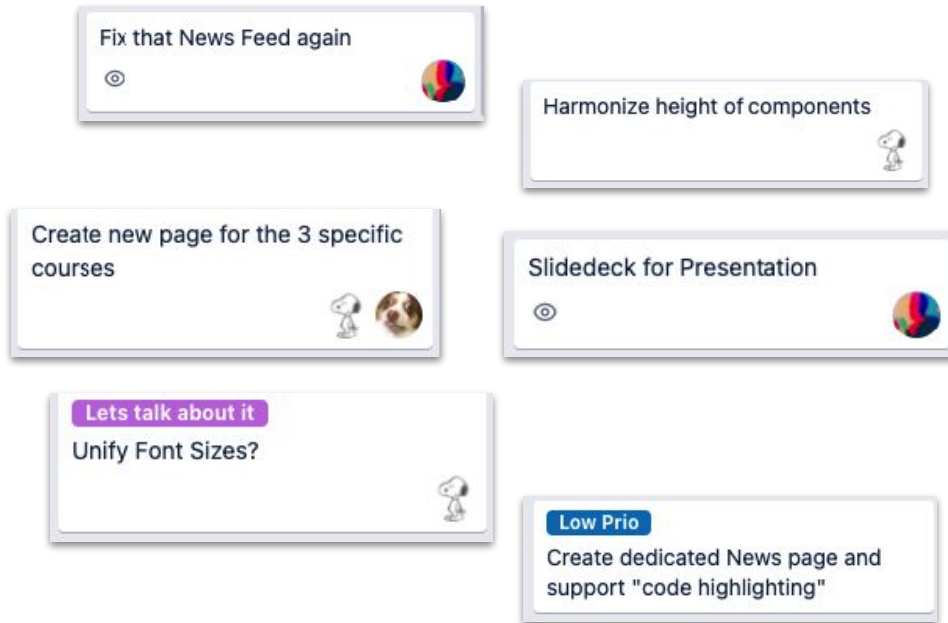 Fix that News Feed again
Harmonize height of components
Create new page for the 3 specific
courses
Slidedeck for Presentation
Lets talk about it
Unify Font Sizes?
Low Prio
Create dedicated News page and
support "code highlighting"